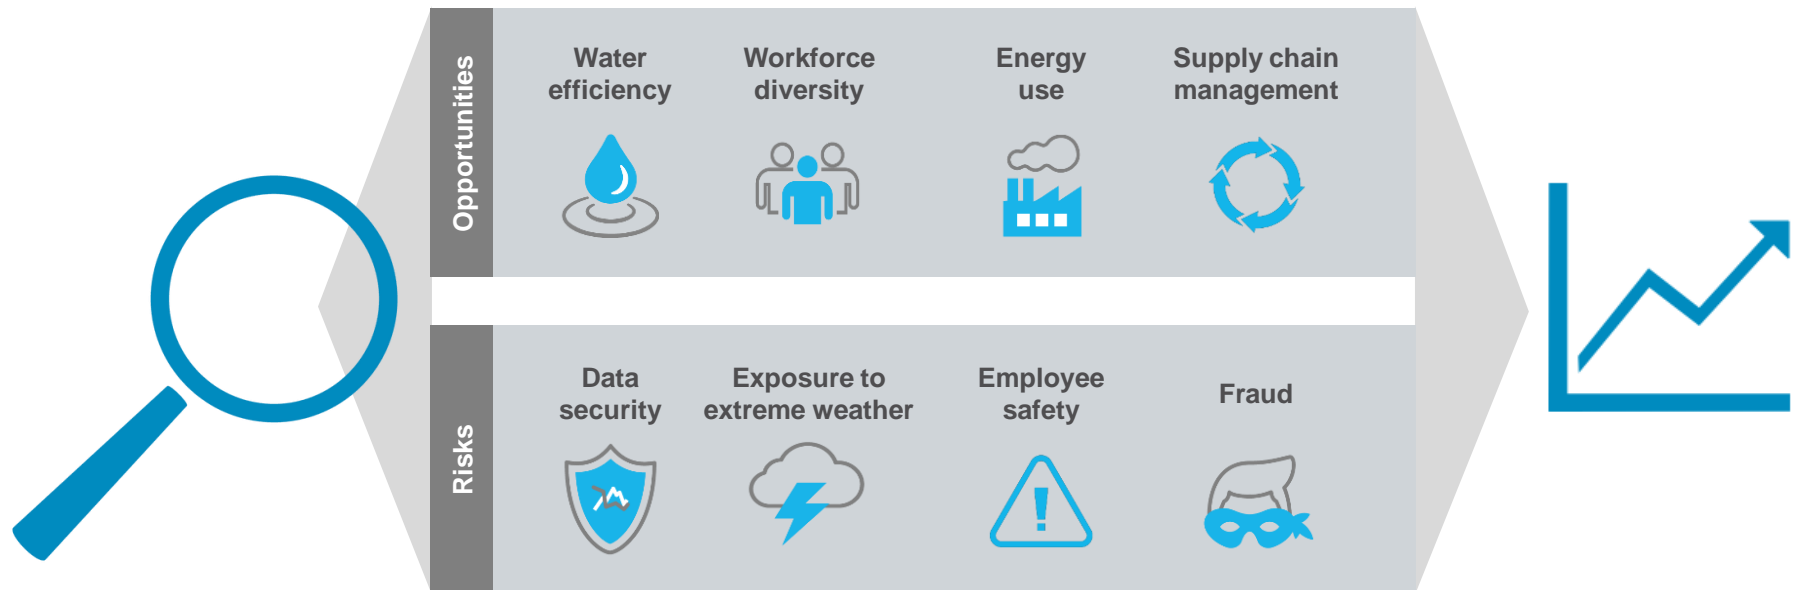 Opportunities
Water
efficiency
Workforce
diversity
Energy
use
Supply chain
management
Risks
Data
security
Exposure to
extreme weather
Employee
safety
Fraud